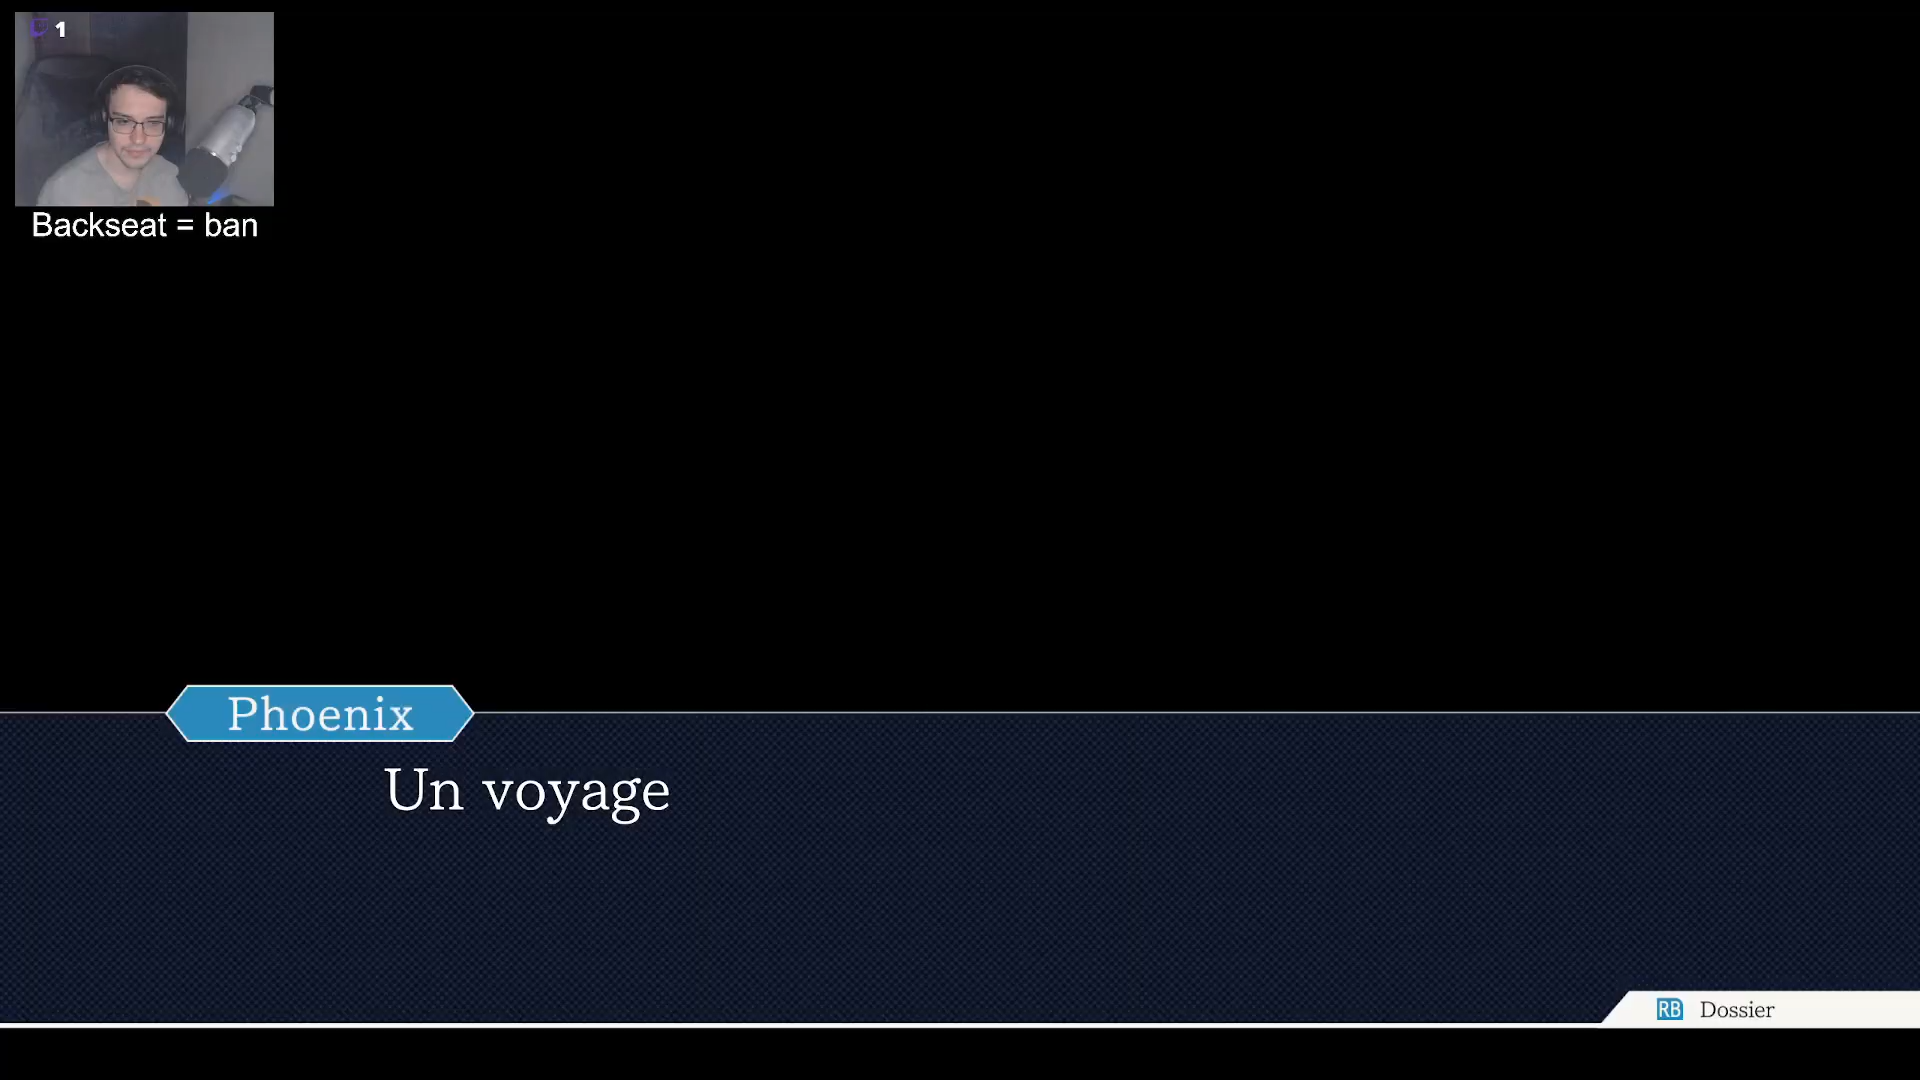 1
Backseat = ban
Phoenix
Un voyage
RB Dossier